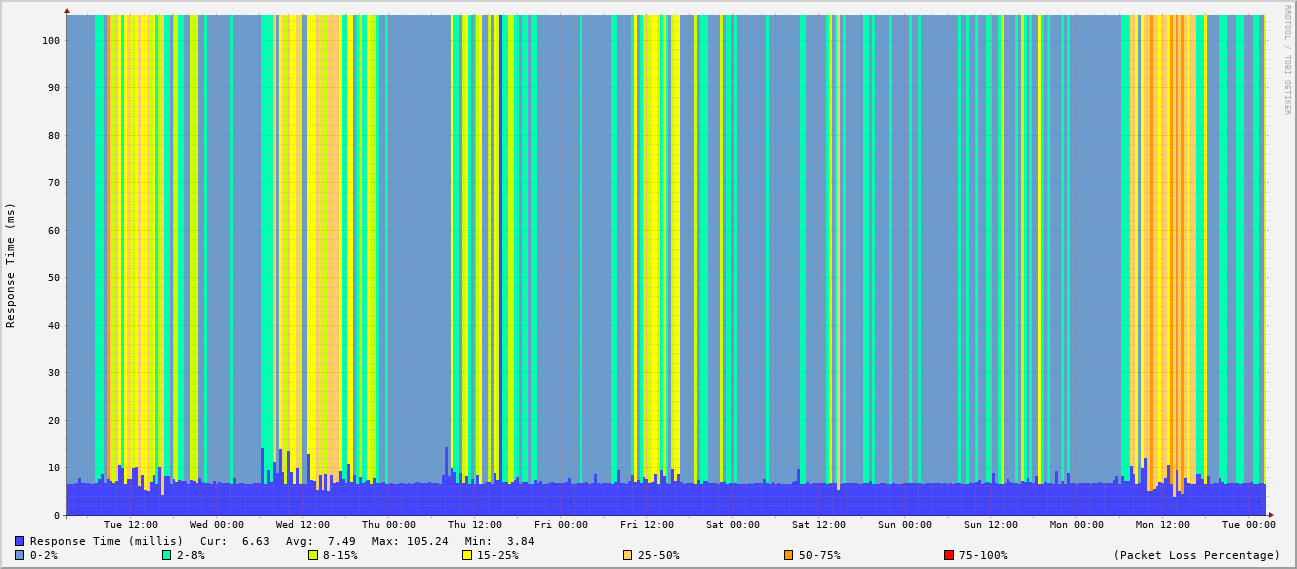 RRDTOOL / TOBI OETIKER
Response Time (ms)
100
90
80
70
60
50
40
30
20
10
0
Tue 12:00 Wed 00:00 Wed 12:00 Thu 00:00 Thu 12:00 Fri 00:00 Fri 12:00 Sat 00:00 Sat 12:00 Sun 00:00 Sun 12:00 Mon 00:00 Mon 12:00 Tue 00:00
Response Time (millis) Cur: 6.63 Avg: 7.49 Max: 105.24 Min: 3.84
0-2% 2-8% 8-15% 15-25% 25-50% 50-75% 75-100% (Packet Loss Percentage)